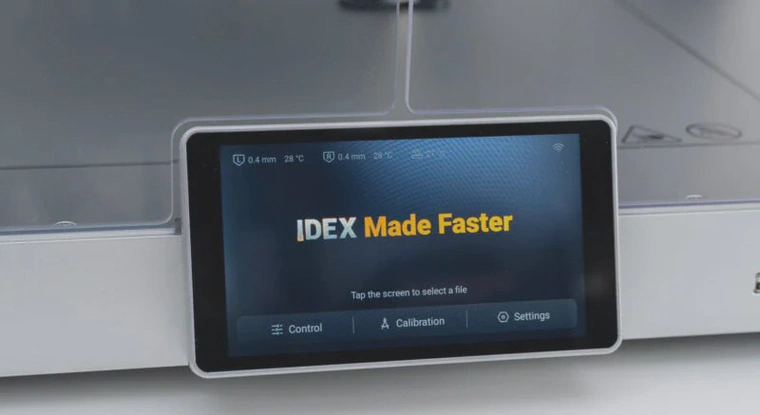 L 0.4 mm 28 °C R 0.4 mm 28 °C 27
IDEX Made Faster
Tap the screen to select a file
Control Calibration Settings